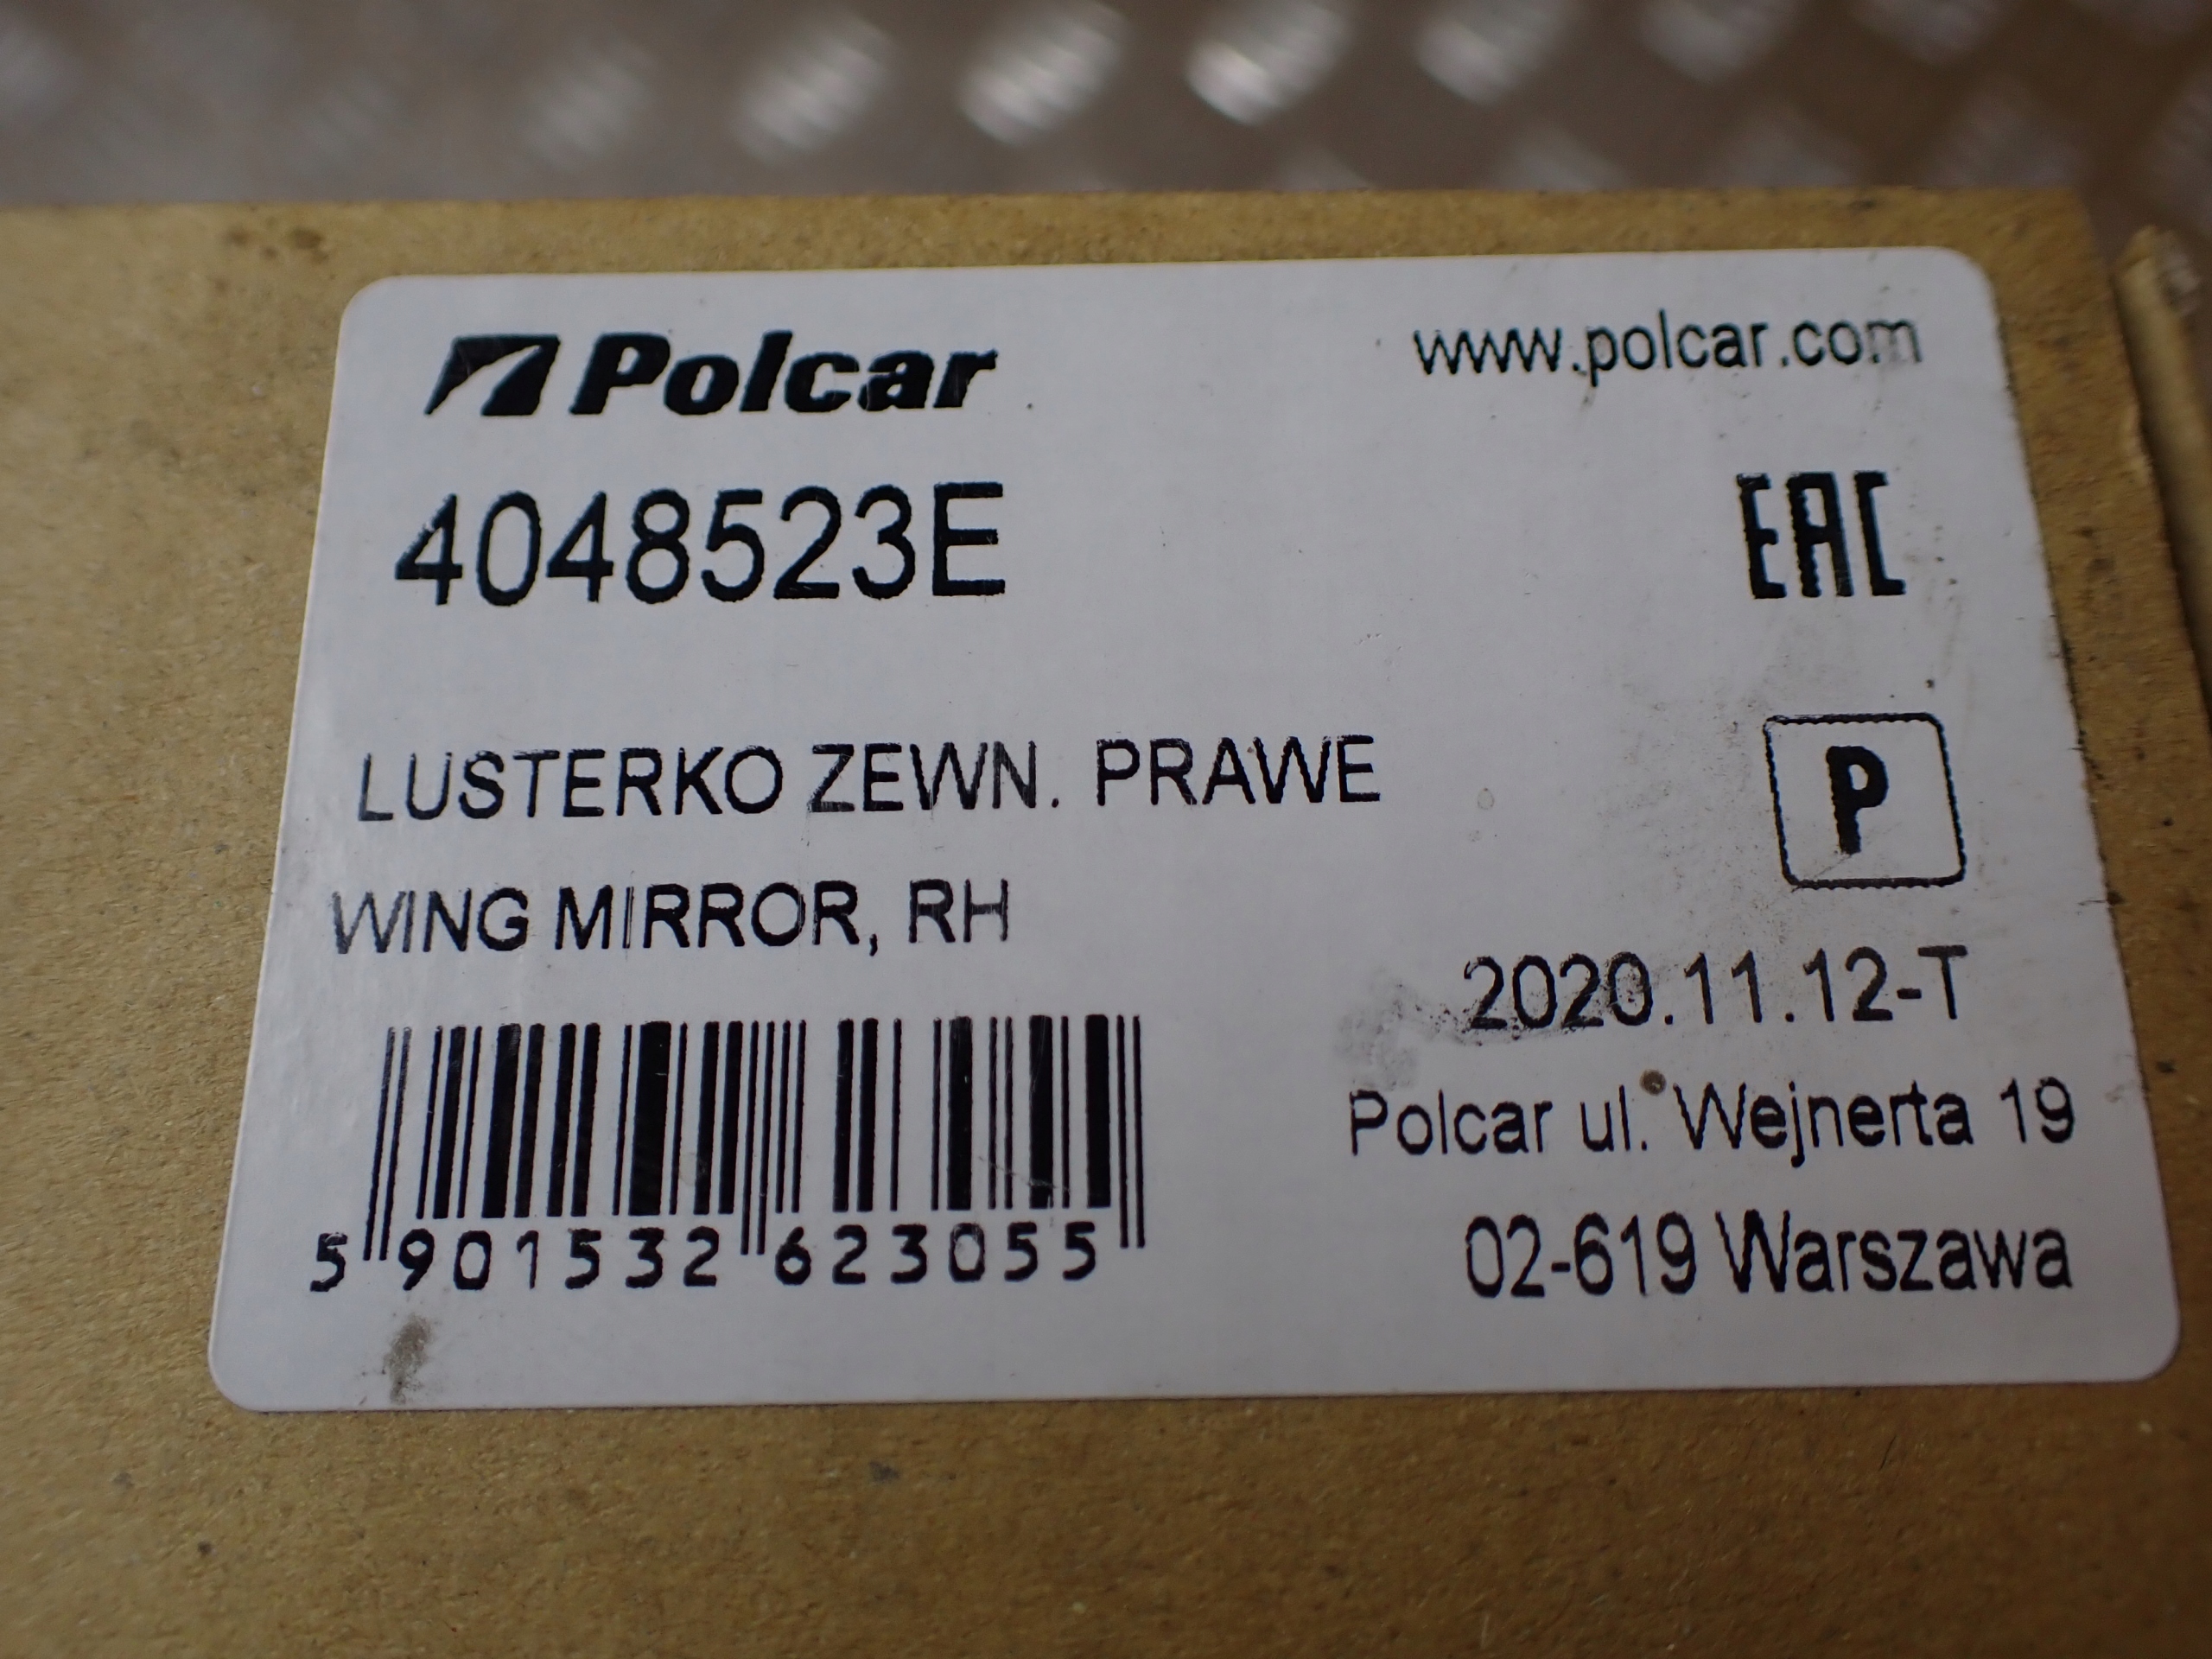 Polcar
www.polcar.com
4048523E
EAC
LUSTERKO ZEWN. PRAWE
P
WING MIRROR, RH
2020.11.12-T
Polcar ul. Wejnerta 19
02-619 Warszawa
5 901532 623055